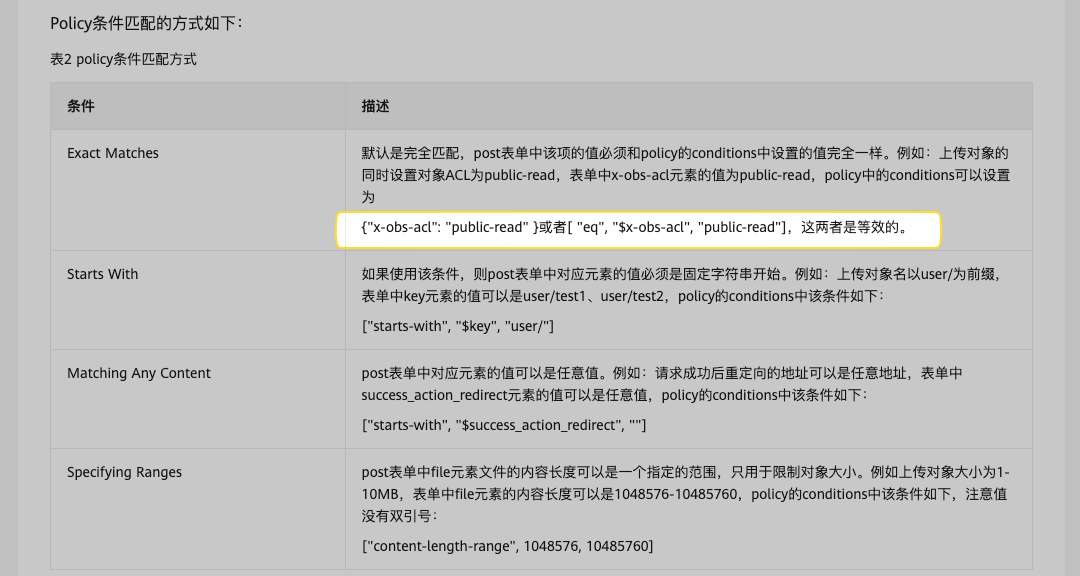 Policy条件匹配的方式如下：
表2 policy条件匹配方式
条件
描述
Exact Matches
默认是完全匹配，post表单中该项的值必须和policy的conditions中设置的值完全一样。例如：上传对象的
同时设置对象ACL为public-read，表单中x-obs-acl元素的值为public-read，policy中的conditions可以设置
为
{"x-obs-acl": "public-read" }或者[ "eq", "$x-obs-acl", "public-read"]，这两者是等效的。
Starts With
如果使用该条件，则post表单中对应元素的值必须是固定字符串开始。例如：上传对象名以user/为前缀，
表单中key元素的值可以是user/test1、user/test2，policy的conditions中该条件如下：
["starts-with", "$key", "user/"]
Matching Any Content
post表单中对应元素的值可以是任意值。例如：请求成功后重定向的地址可以是任意地址，表单中
success_action_redirect元素的值可以是任意值，policy的conditions中该条件如下：
["starts-with", "$success_action_redirect", ""]
Specifying Ranges
post表单中file元素文件的内容长度可以是一个指定的范围，只用于限制对象大小。例如上传对象大小为1-
10MB，表单中file元素的内容长度可以是1048576-10485760，policy的conditions中该条件如下，注意值
没有双引号：
["content-length-range", 1048576, 10485760]